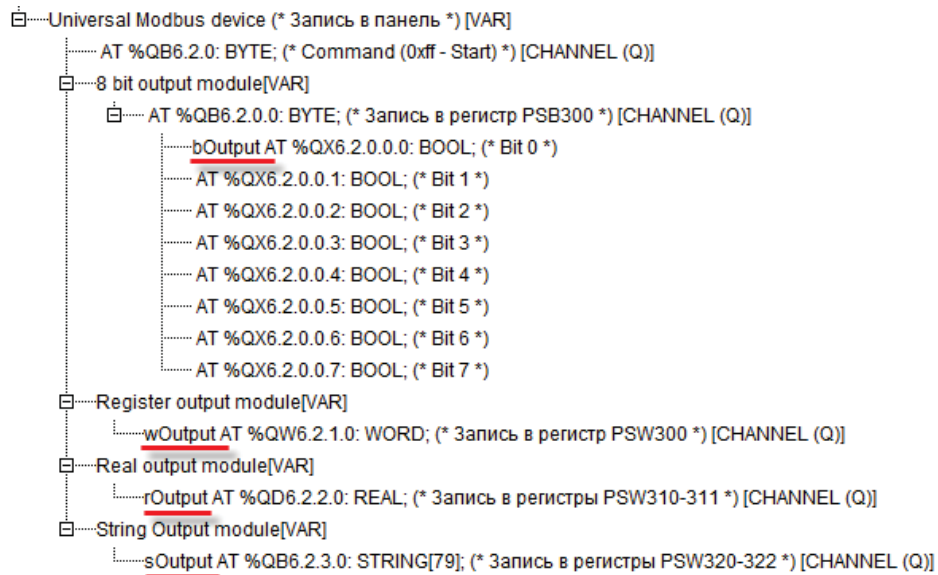 Universal Modbus device (* Запись в панель *) [VAR]
AT %QB6.2.0: BYTE; (* Command (0xff - Start) *) [CHANNEL (Q)]
8 bit output module[VAR]
AT %QB6.2.0.0: BYTE; (* Запись в регистр PSB300 *) [CHANNEL (Q)]
bOutput AT %QX6.2.0.0.0: BOOL; (* Bit 0 *)
AT %QX6.2.0.0.1: BOOL; (* Bit 1 *)
AT %QX6.2.0.0.2: BOOL; (* Bit 2 *)
AT %QX6.2.0.0.3: BOOL; (* Bit 3 *)
AT %QX6.2.0.0.4: BOOL; (* Bit 4 *)
AT %QX6.2.0.0.5: BOOL; (* Bit 5 *)
AT %QX6.2.0.0.6: BOOL; (* Bit 6 *)
AT %QX6.2.0.0.7: BOOL; (* Bit 7 *)
Register output module[VAR]
wOutput AT %QW6.2.1.0: WORD; (* Запись в регистр PSW300 *) [CHANNEL (Q)]
Real output module[VAR]
rOutput AT %QD6.2.2.0: REAL; (* Запись в регистры PSW310-311 *) [CHANNEL (Q)]
String Output module[VAR]
sOutput AT %QB6.2.3.0: STRING[79]; (* Запись в регистры PSW320-322 *) [CHANNEL (Q)]